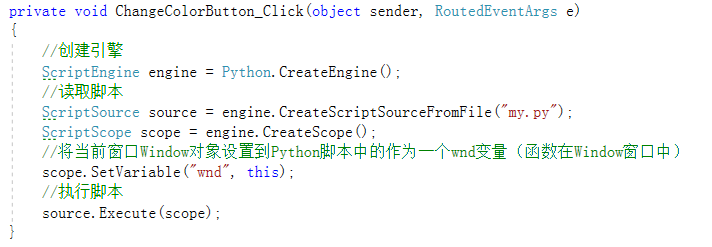 private void ChangeColorButton_Click(object sender, RoutedEventArgs e)
{
//创建引擎
ScriptEngine engine = Python.CreateEngine();
//读取脚本
ScriptSource source = engine.CreateScriptSourceFromFile("my.py");
ScriptScope scope = engine.CreateScope();
//将当前窗口Window对象设置到Python脚本中的作为一个wnd变量（函数在Window窗口中）
scope.SetVariable("wnd", this);
//执行脚本
source.Execute(scope);
}